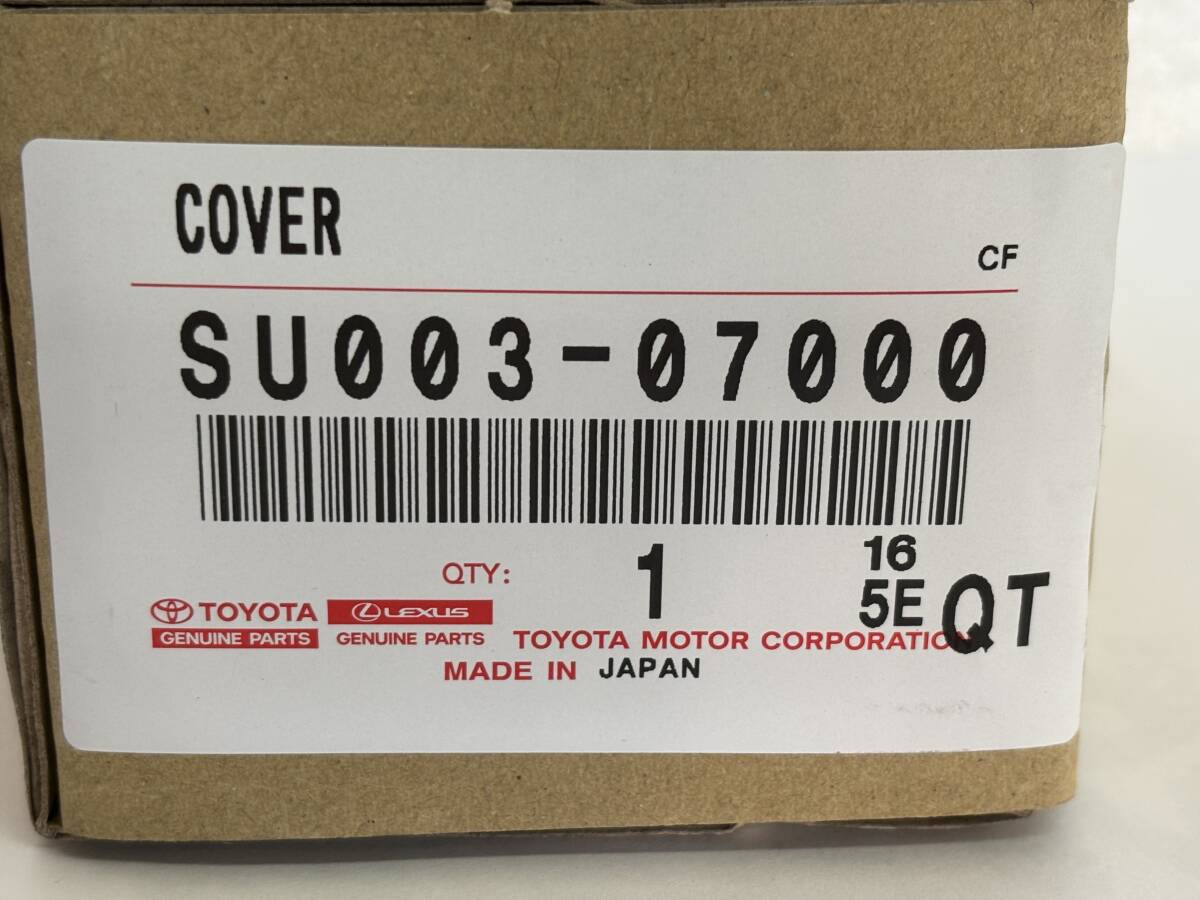 COVER
CF
SU003-07000
QTY: 1 16
5E QT
TOYOTA LEXUS
GENUINE PARTS GENUINE PARTS TOYOTA MOTOR CORPORATION
MADE IN JAPAN